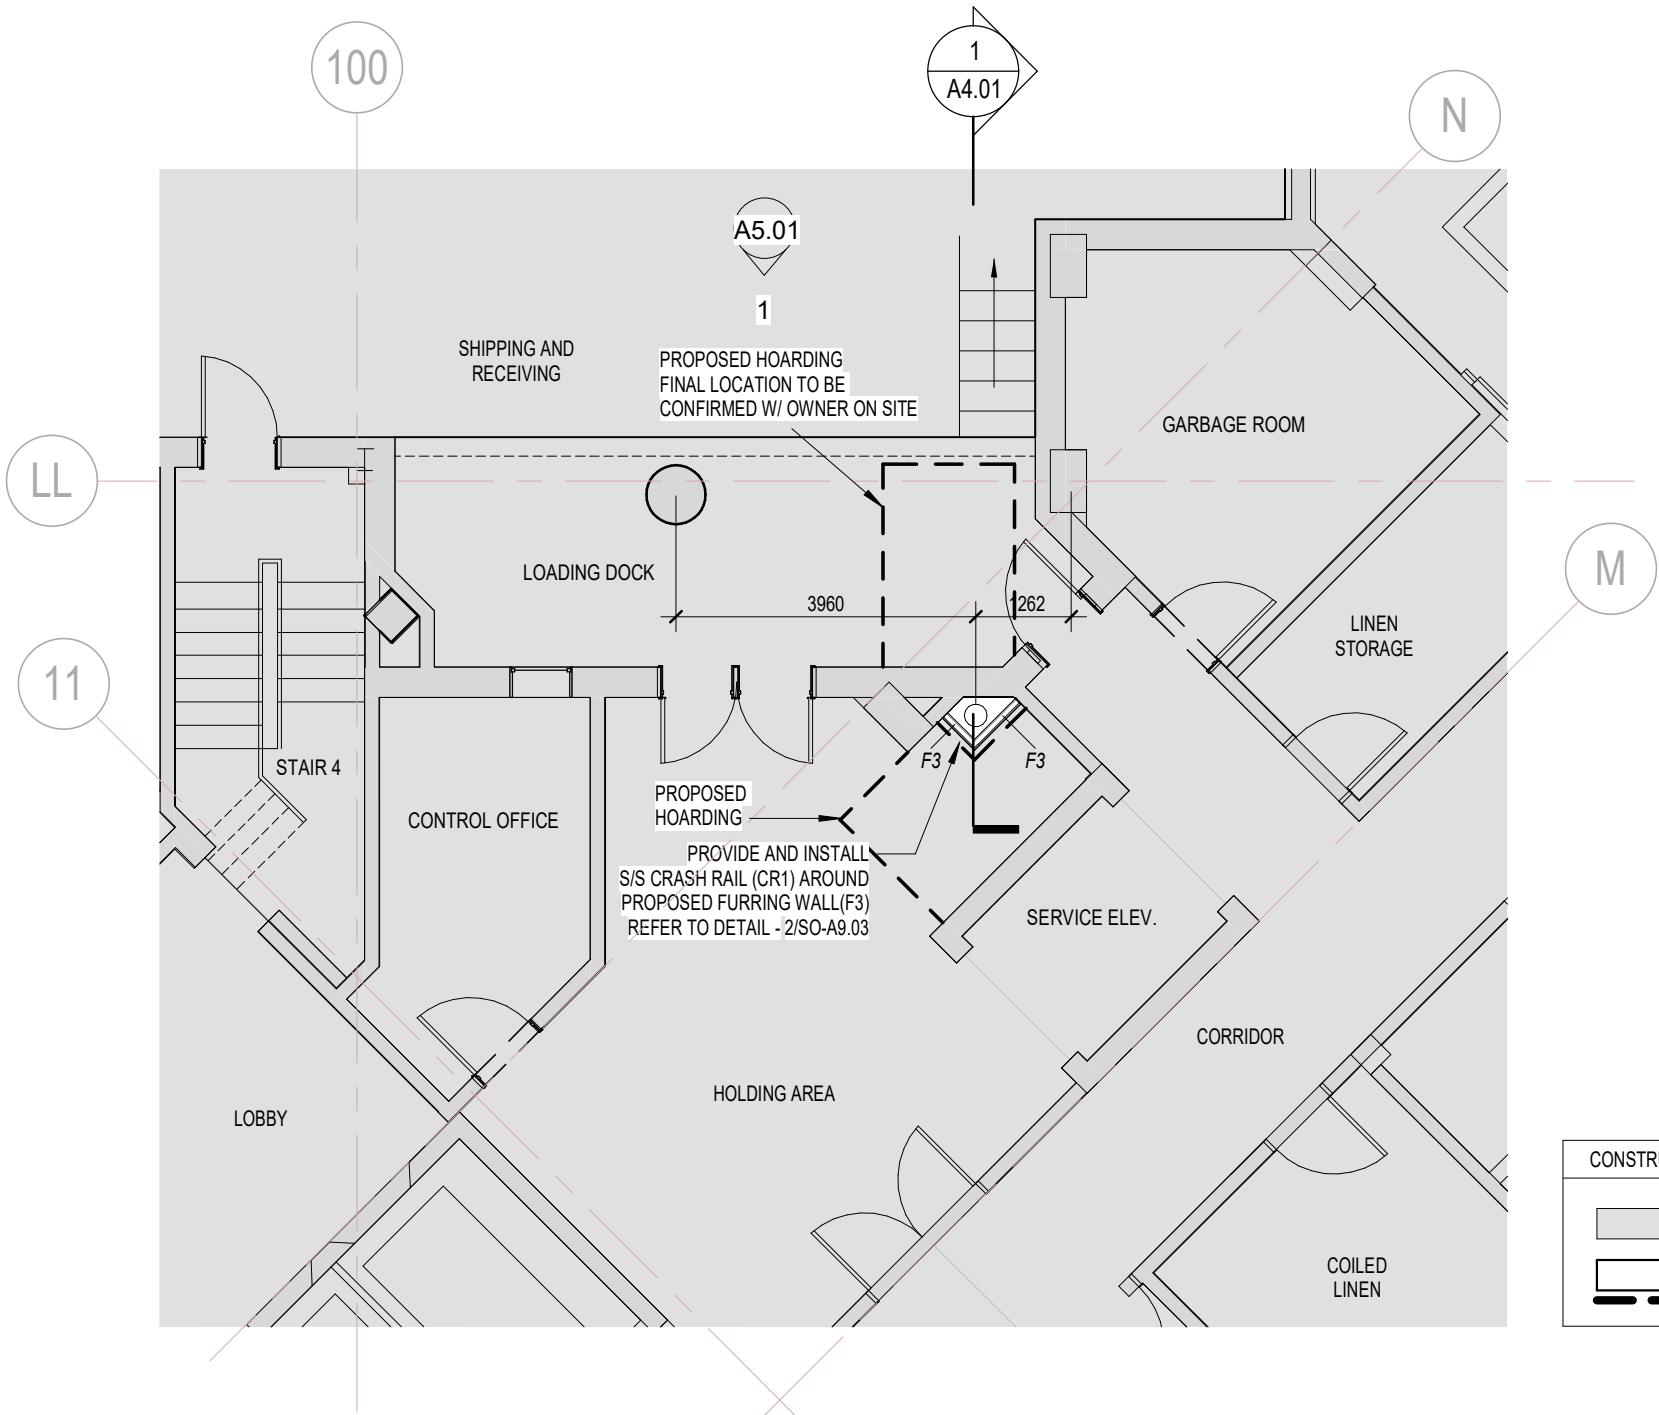 100
1
A4.01
N
A5.01
1
SHIPPING AND
RECEIVING
PROPOSED HOARDING
FINAL LOCATION TO BE
CONFIRMED W/ OWNER ON SITE
GARBAGE ROOM
LL
LOADING DOCK
M
3960
1262
LINEN
STORAGE
11
STAIR 4
F3
F3
CONTROL OFFICE
PROPOSED
HOARDING
PROVIDE AND INSTALL
S/S CRASH RAIL (CR1) AROUND
PROPOSED FURRING WALL(F3)
REFER TO DETAIL - 2/SO-A9.03
SERVICE ELEV.
CORRIDOR
HOLDING AREA
LOBBY
COILED
LINEN